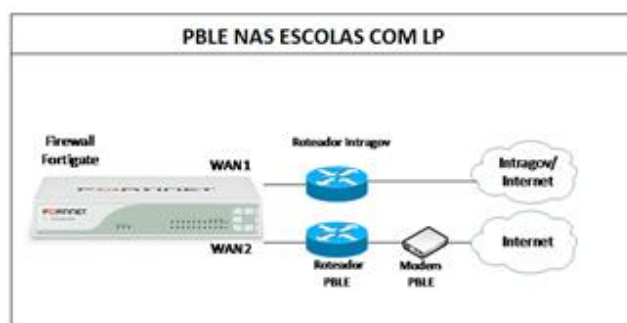 PBLE NAS ESCOLAS COM LP
Firewall
Fortigate
WAN1
Roteador Intragov
Intragov/
Internet
FORTINET
FORTINET
WAN2
Roteador
PBLE
Modem
PBLE
Internet